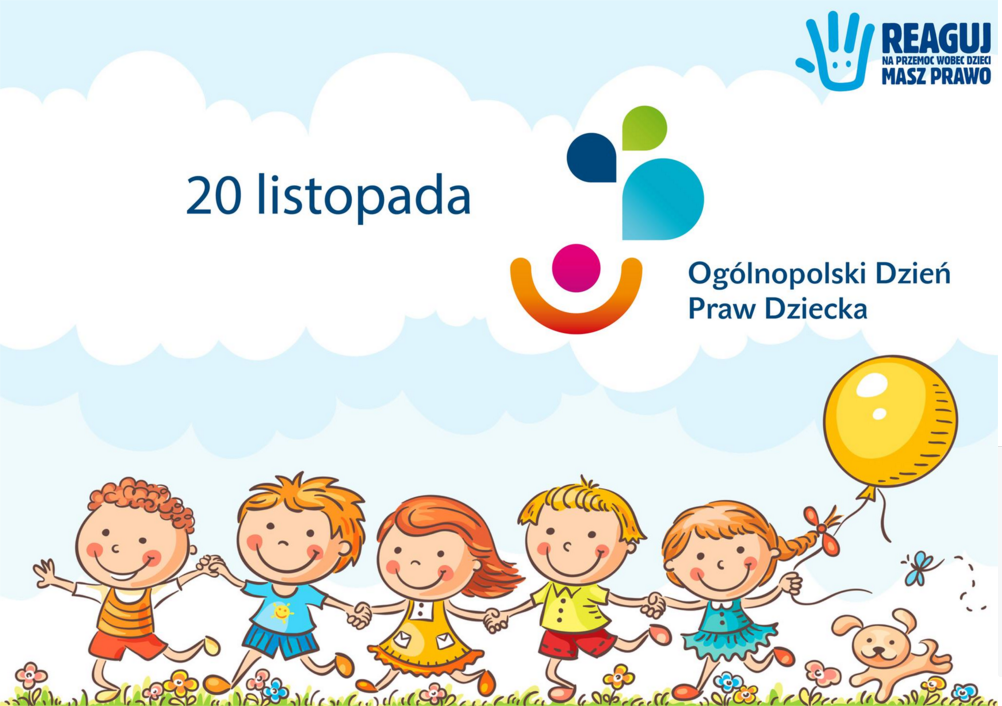 REAGUJ
NA PRZEMOC WOBEC DZIECI
MASZ PRAWO
20 listopada
Ogólnopolski Dzień
Praw Dziecka